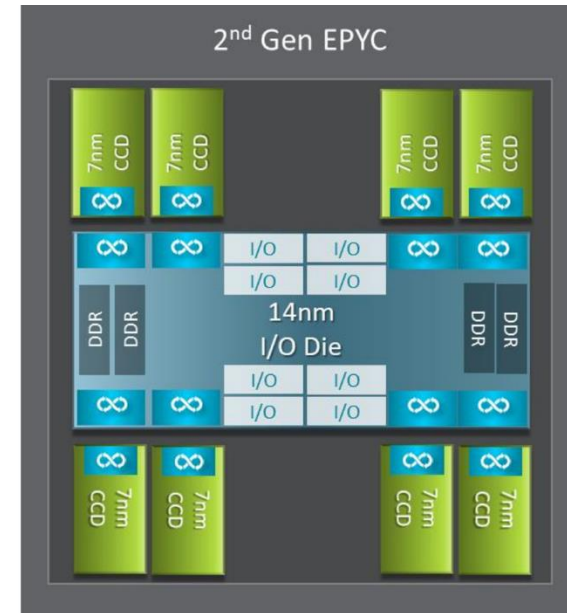 2nd Gen EPYC
7nm CCD
7nm CCD
7nm CCD
7nm CCD
∞ ∞ ∞ ∞
∞ ∞ I/O I/O ∞ ∞
I/O I/O
DDR DDR
14nm
I/O Die
DDR DDR
I/O I/O
∞ ∞ I/O I/O ∞ ∞
∞ ∞ ∞ ∞
7nm CCD
7nm CCD
7nm CCD
7nm CCD